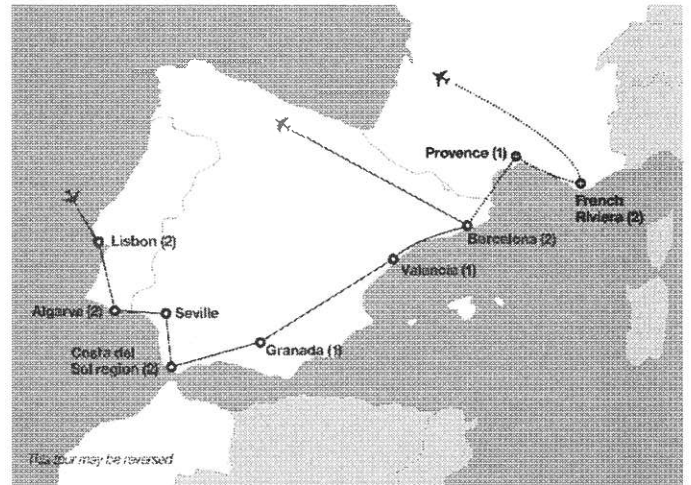 Provence (1)
French
Riviera (2)
Barcelona (2)
Lisbon (2)
Valancia (1)
Algarve (2)
Seville
Granada (1)
Costa del
Sol region (2)
This tour may be reversed